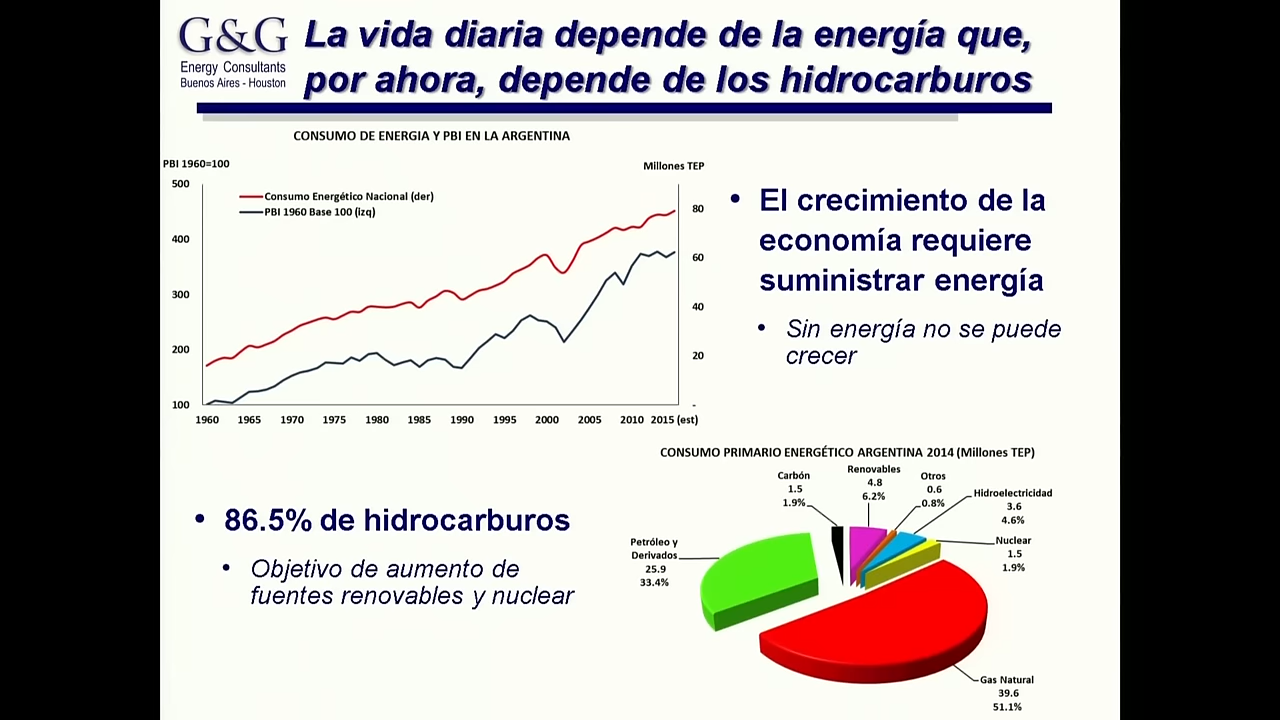 G&G
Energy Consultants
Buenos Aires - Houston
La vida diaria depende de la energía que,
por ahora, depende de los hidrocarburos
CONSUMO DE ENERGIA Y PBI EN LA ARGENTINA
PBI 1960=100
Millones TEP
500
400
300
200
100
Consumo Energético Nacional (der)
PBI 1960 Base 100 (izq)
80
60
40
20
-
1960 1965 1970 1975 1980 1985 1990 1995 2000 2005 2010 2015 (est)
• El crecimiento de la
economía requiere
suministrar energía
• Sin energía no se puede
crecer
• 86.5% de hidrocarburos
• Objetivo de aumento de
fuentes renovables y nuclear
CONSUMO PRIMARIO ENERGÉTICO ARGENTINA 2014 (Millones TEP)
Carbón
1.5
1.9%
Renovables
4.8
6.2%
Otros
0.6
0.8%
Hidroelectricidad
3.6
4.6%
Nuclear
1.5
1.9%
Petróleo y
Derivados
25.9
33.4%
Gas Natural
39.6
51.1%